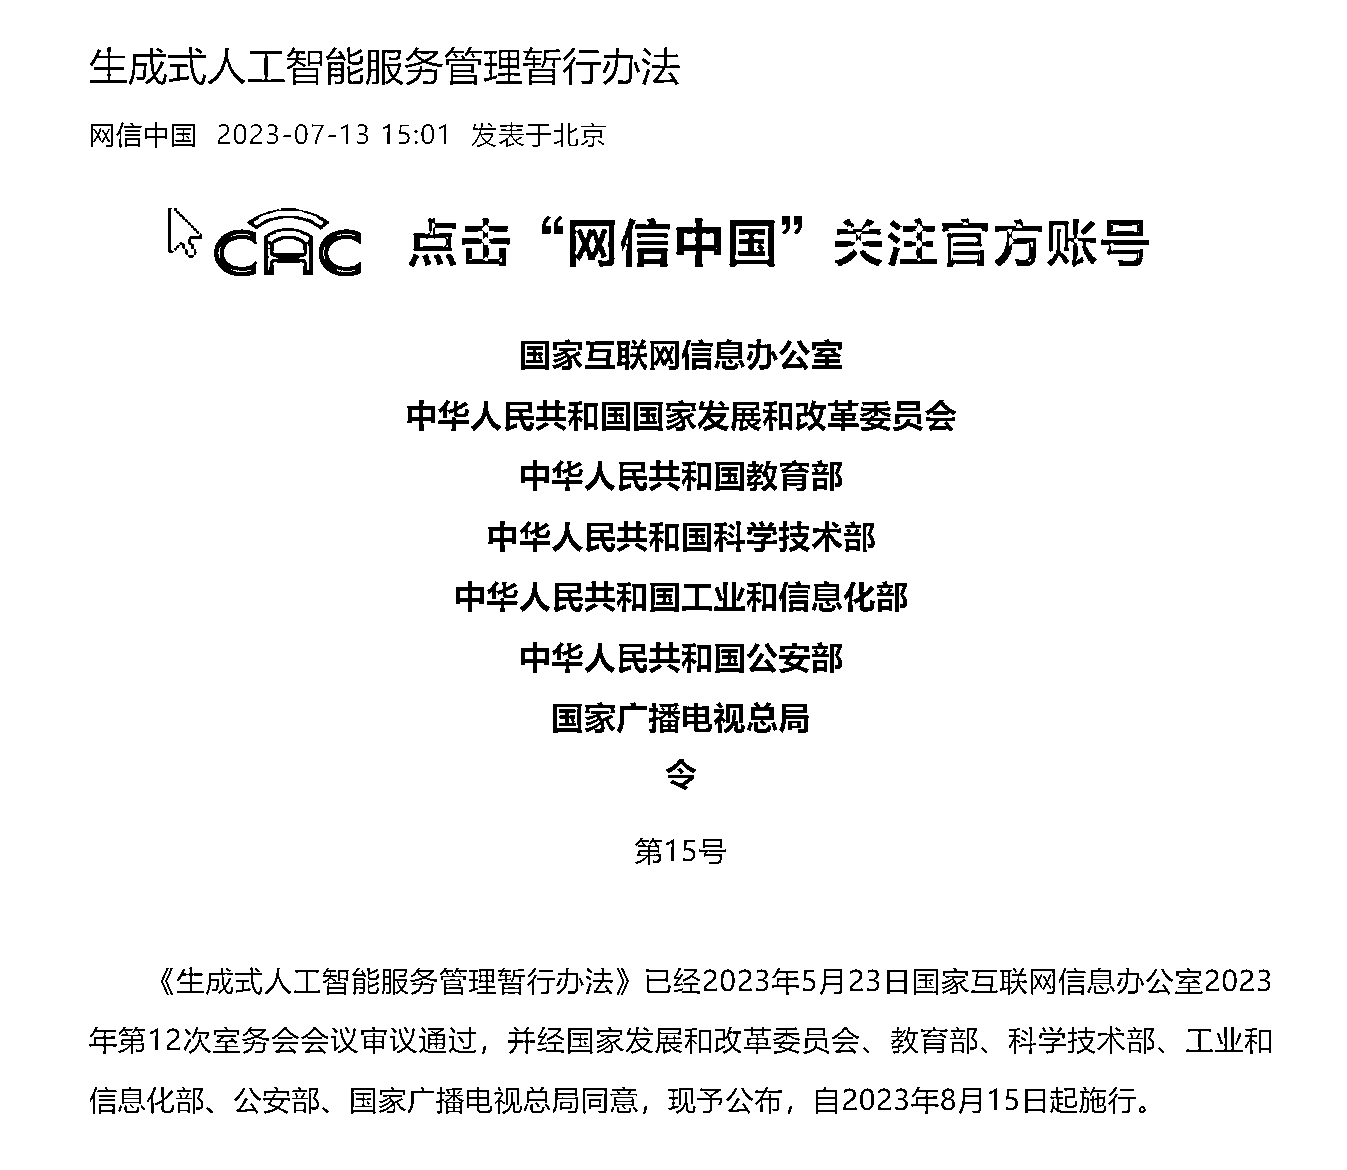 生成式人工智能服务管理暂行办法
网信中国 2023-07-13 15:01 发表于北京
CAC 点击“网信中国”关注官方账号
国家互联网信息办公室
中华人民共和国国家发展和改革委员会
中华人民共和国教育部
中华人民共和国科学技术部
中华人民共和国工业和信息化部
中华人民共和国公安部
国家广播电视总局
令
第15号
《生成式人工智能服务管理暂行办法》已经2023年5月23日国家互联网信息办公室2023
年第12次室务会会议审议通过，并经国家发展和改革委员会、教育部、科学技术部、工业和
信息化部、公安部、国家广播电视总局同意，现予公布，自2023年8月15日起施行。